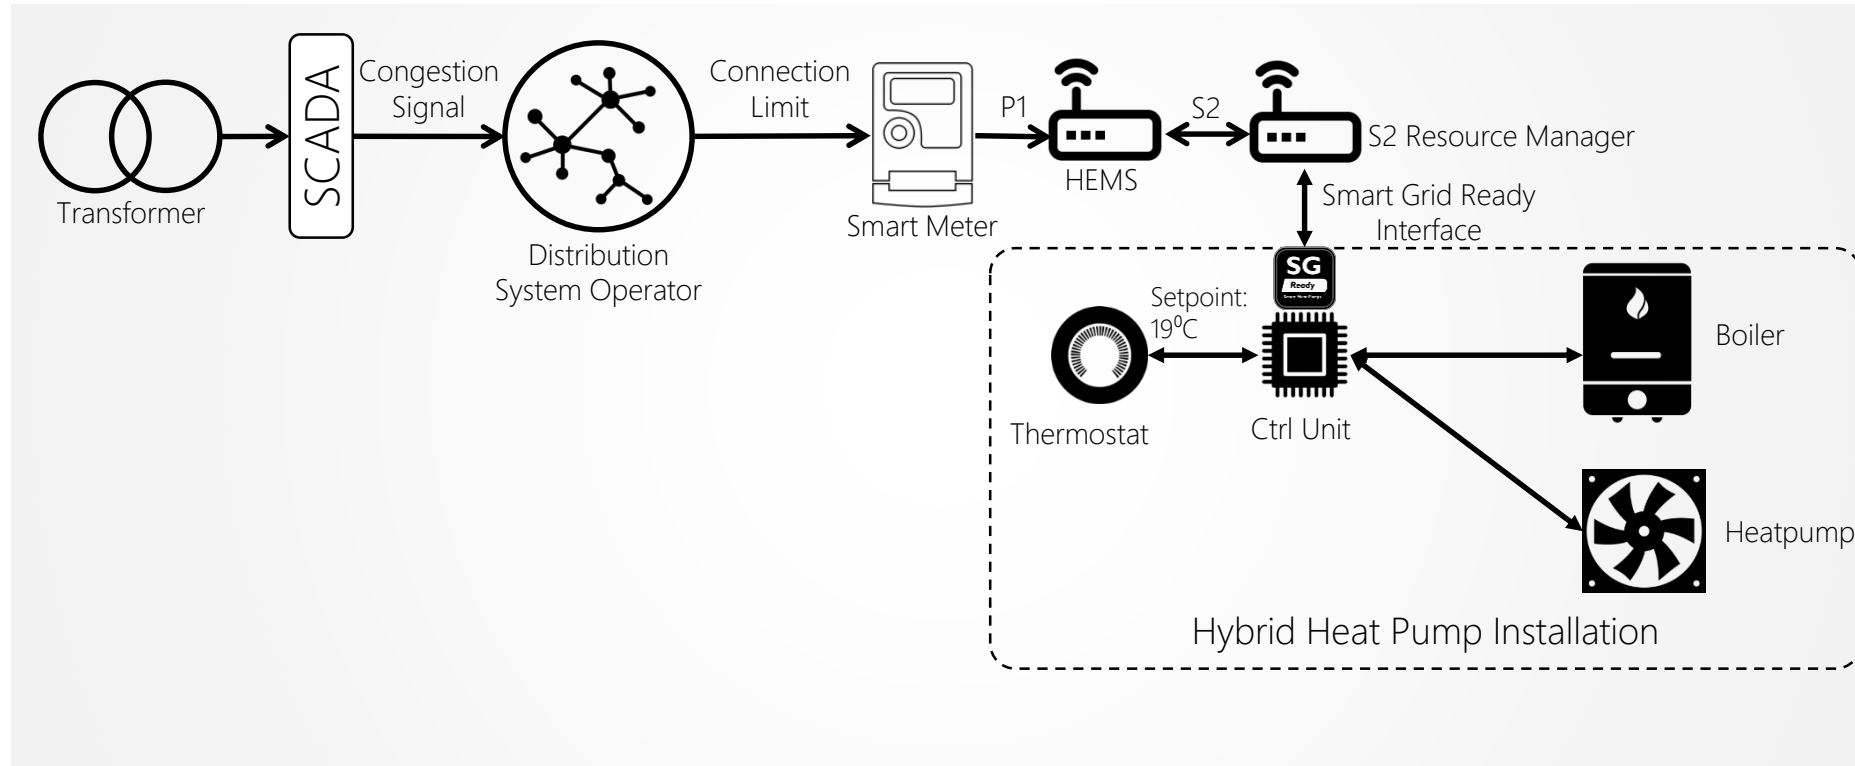 SCADA
Congestion
Signal
Connection
Limit
P1
S2
S2 Resource Manager
HEMS
Transformer
Smart Meter
Distribution
System Operator
Smart Grid Ready
Interface
SG
Ready
Setpoint:
19⁰C
Boiler
Thermostat
Ctrl Unit
Heatpump
Hybrid Heat Pump Installation